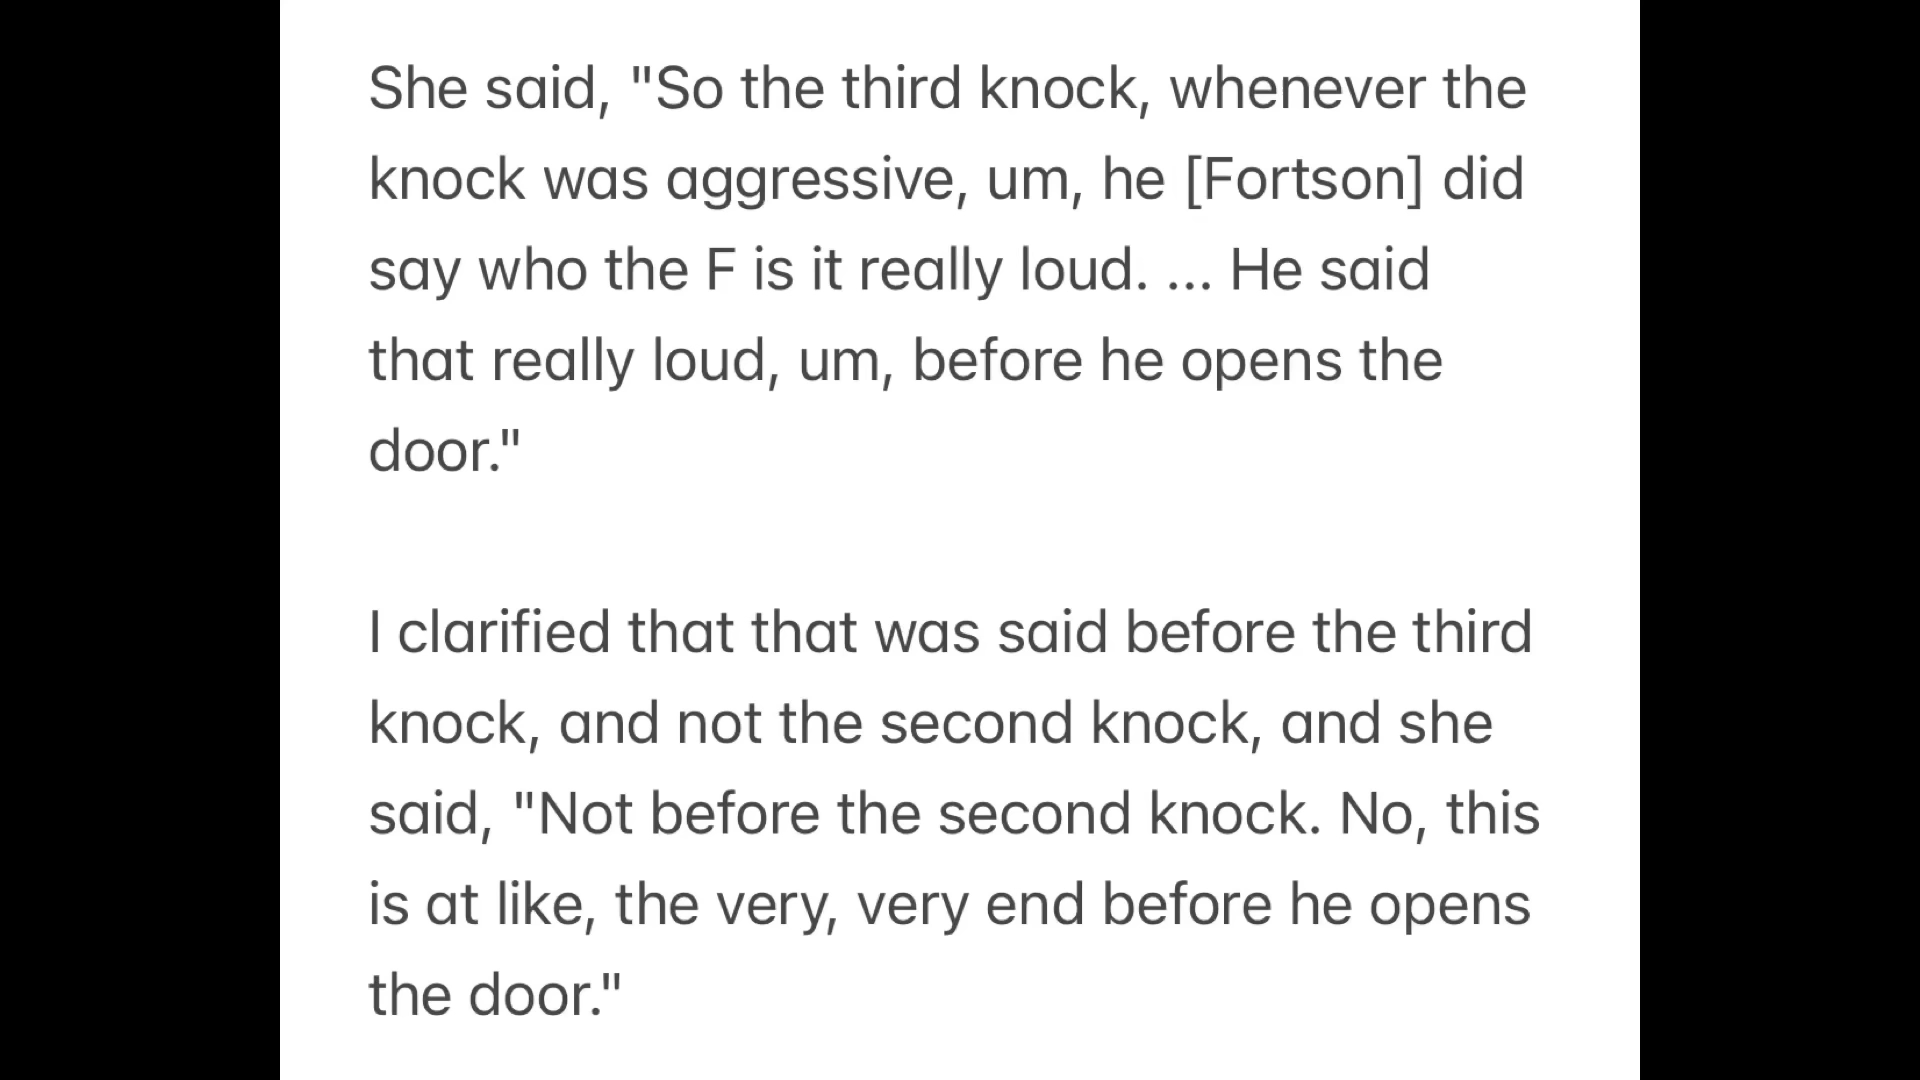 She said, "So the third knock, whenever the
knock was aggressive, um, he [Fortson] did
say who the F is it really loud. ... He said
that really loud, um, before he opens the
door."
I clarified that that was said before the third
knock, and not the second knock, and she
said, "Not before the second knock. No, this
is at like, the very, very end before he opens
the door."